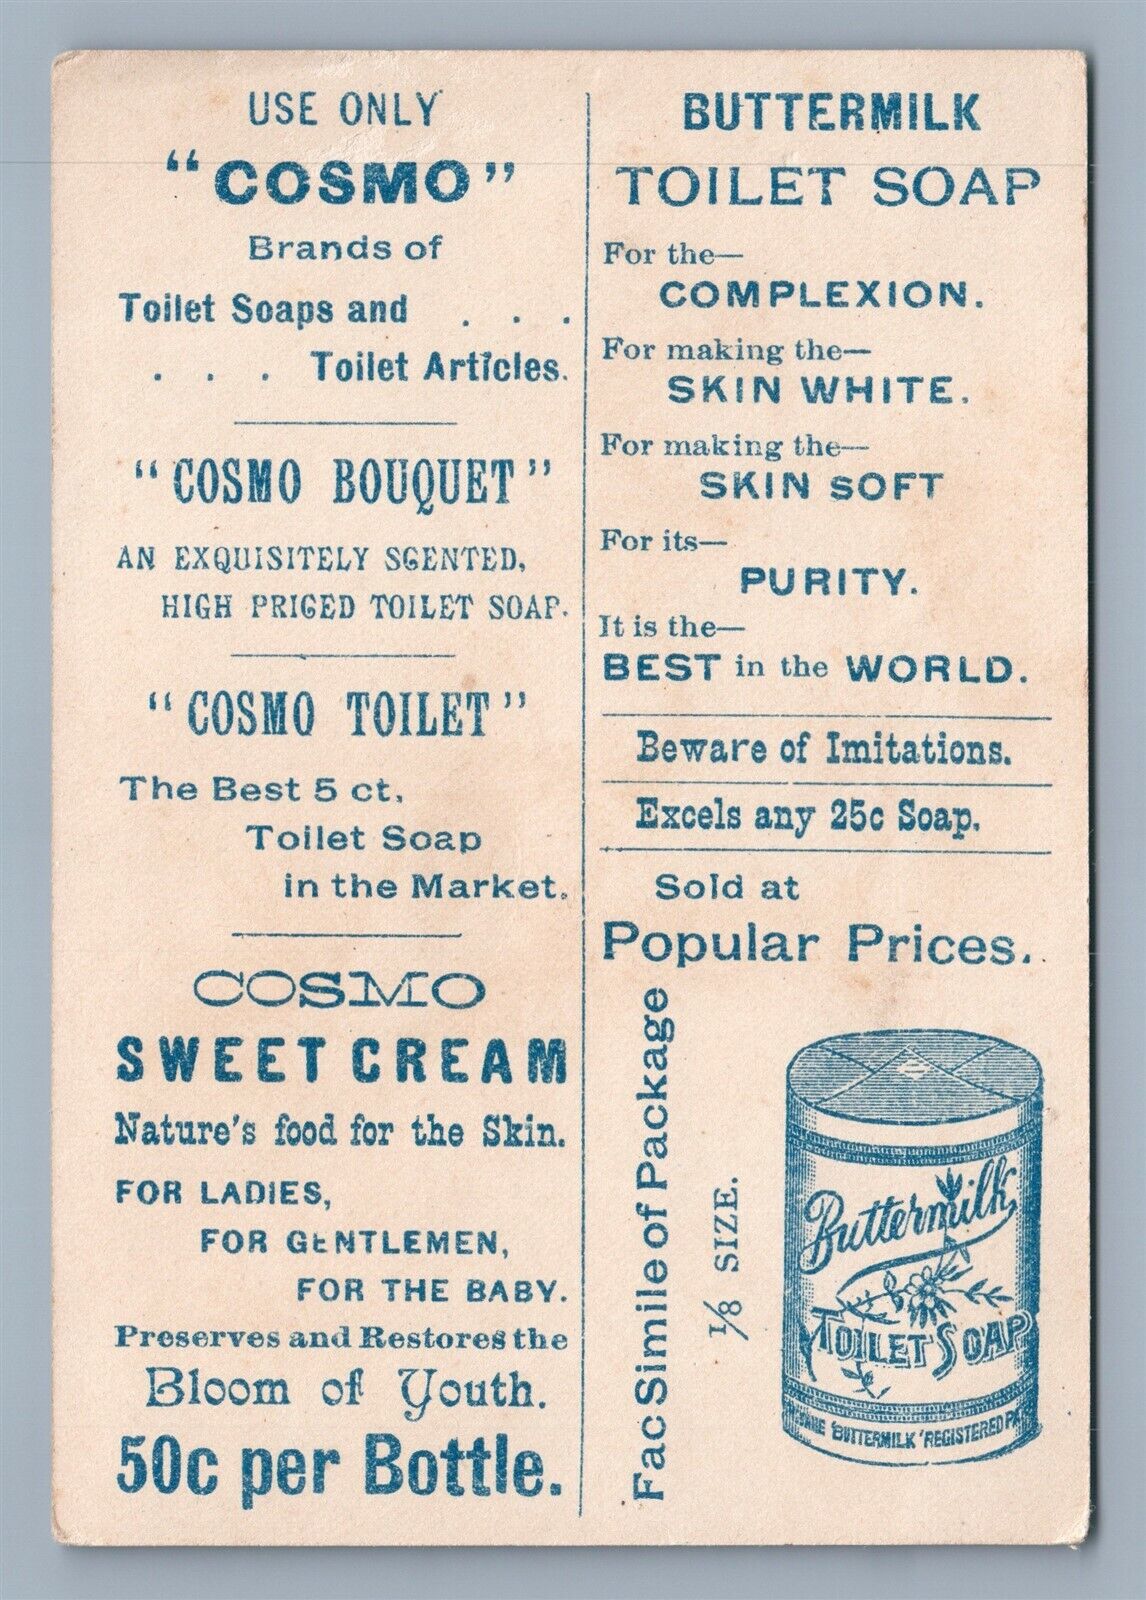 USE ONLY
"COSMO"
Brands of
Toilet Soaps and . . .
. . . Toilet Articles.
"COSMO BOUQUET"
AN EXQUISITELY SCENTED,
HIGH PRICED TOILET SOAP.
"COSMO TOILET"
The Best 5 ct,
Toilet Soap
in the Market.
COSMO
SWEET CREAM
Nature's food for the Skin.
FOR LADIES,
FOR GENTLEMEN,
FOR THE BABY.
Preserves and Restores the
Bloom of Youth.
50c per Bottle.
BUTTERMILK
TOILET SOAP
For the—
COMPLEXION.
For making the—
SKIN WHITE.
For making the—
SKIN SOFT
For its—
PURITY.
It is the—
BEST in the WORLD.
Beware of Imitations.
Excels any 25c Soap.
Sold at
Popular Prices.
Fac Simile of Package
1/8 SIZE.
Buttermilk
TOILET SOAP
'BUTTERMILK' REGISTERED